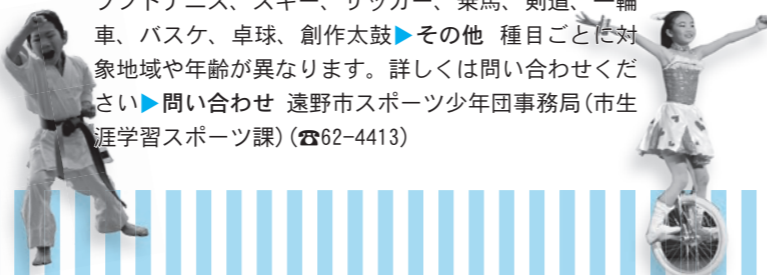 ソフトテニス、スキー、サッカー、乗馬、剣道、一輪
車、バスケ、卓球、創作太鼓▶その他 種目ごとに対
象地域や年齢が異なります。詳しくは問い合わせくだ
さい▶問い合わせ 遠野市スポーツ少年団事務局(市生
涯学習スポーツ課)(☎62-4413)